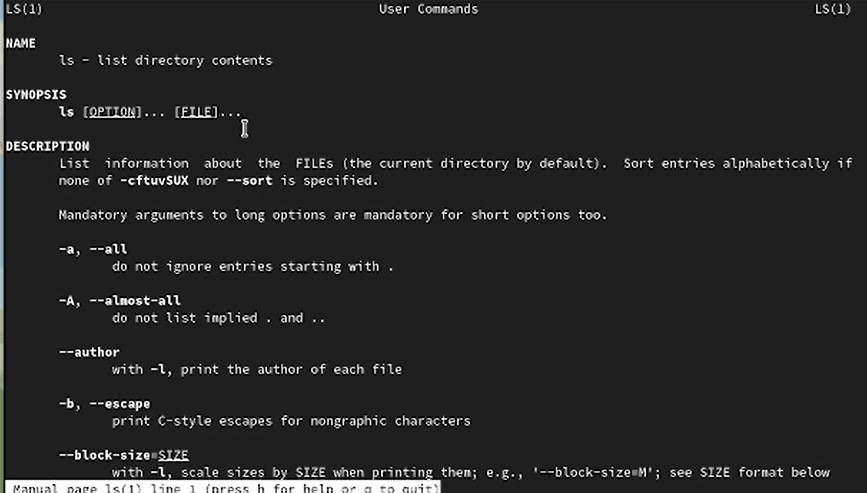 LS(1) User Commands LS(1)
NAME
ls - list directory contents
SYNOPSIS
ls [OPTION]... [FILE]...
DESCRIPTION
List information about the FILEs (the current directory by default). Sort entries alphabetically if
none of -cftuvSUX nor --sort is specified.
Mandatory arguments to long options are mandatory for short options too.
-a, --all
do not ignore entries starting with .
-A, --almost-all
do not list implied . and ..
--author
with -l, print the author of each file
-b, --escape
print C-style escapes for nongraphic characters
--block-size=SIZE
with -l, scale sizes by SIZE when printing them; e.g., '--block-size=M'; see SIZE format below
Manual page ls(1) line 1 (press h for help or q to quit)